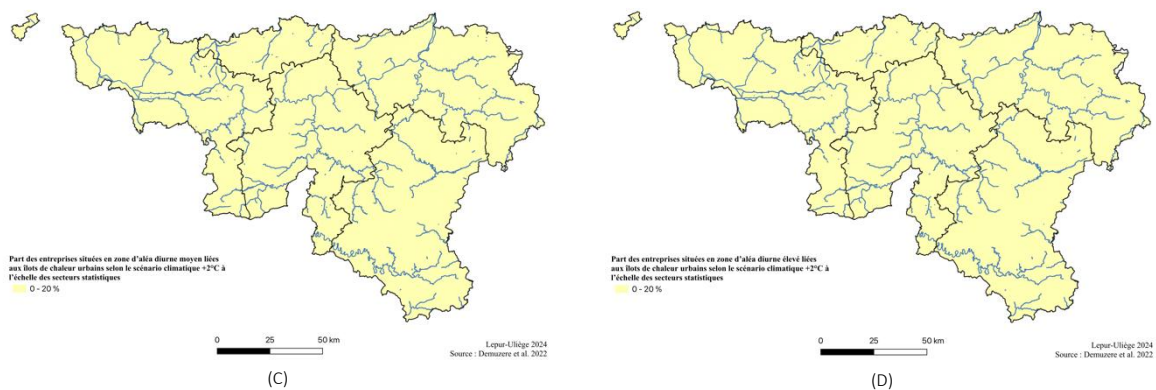 Part des entreprises situées en zone d'aléa diurne moyen liées
aux îlots de chaleur urbains selon le scénario climatique +2°C à
l'échelle des secteurs statistiques
0 - 20 %
0 25 50 km
Lepur-Uliège 2024
Source : Demuzere et al. 2022
(C)
Part des entreprises situées en zone d'aléa diurne élevé liées
aux îlots de chaleur urbains selon le scénario climatique +2°C à
l'échelle des secteurs statistiques
0 - 20 %
0 25 50 km
Lepur-Uliège 2024
Source : Demuzere et al. 2022
(D)